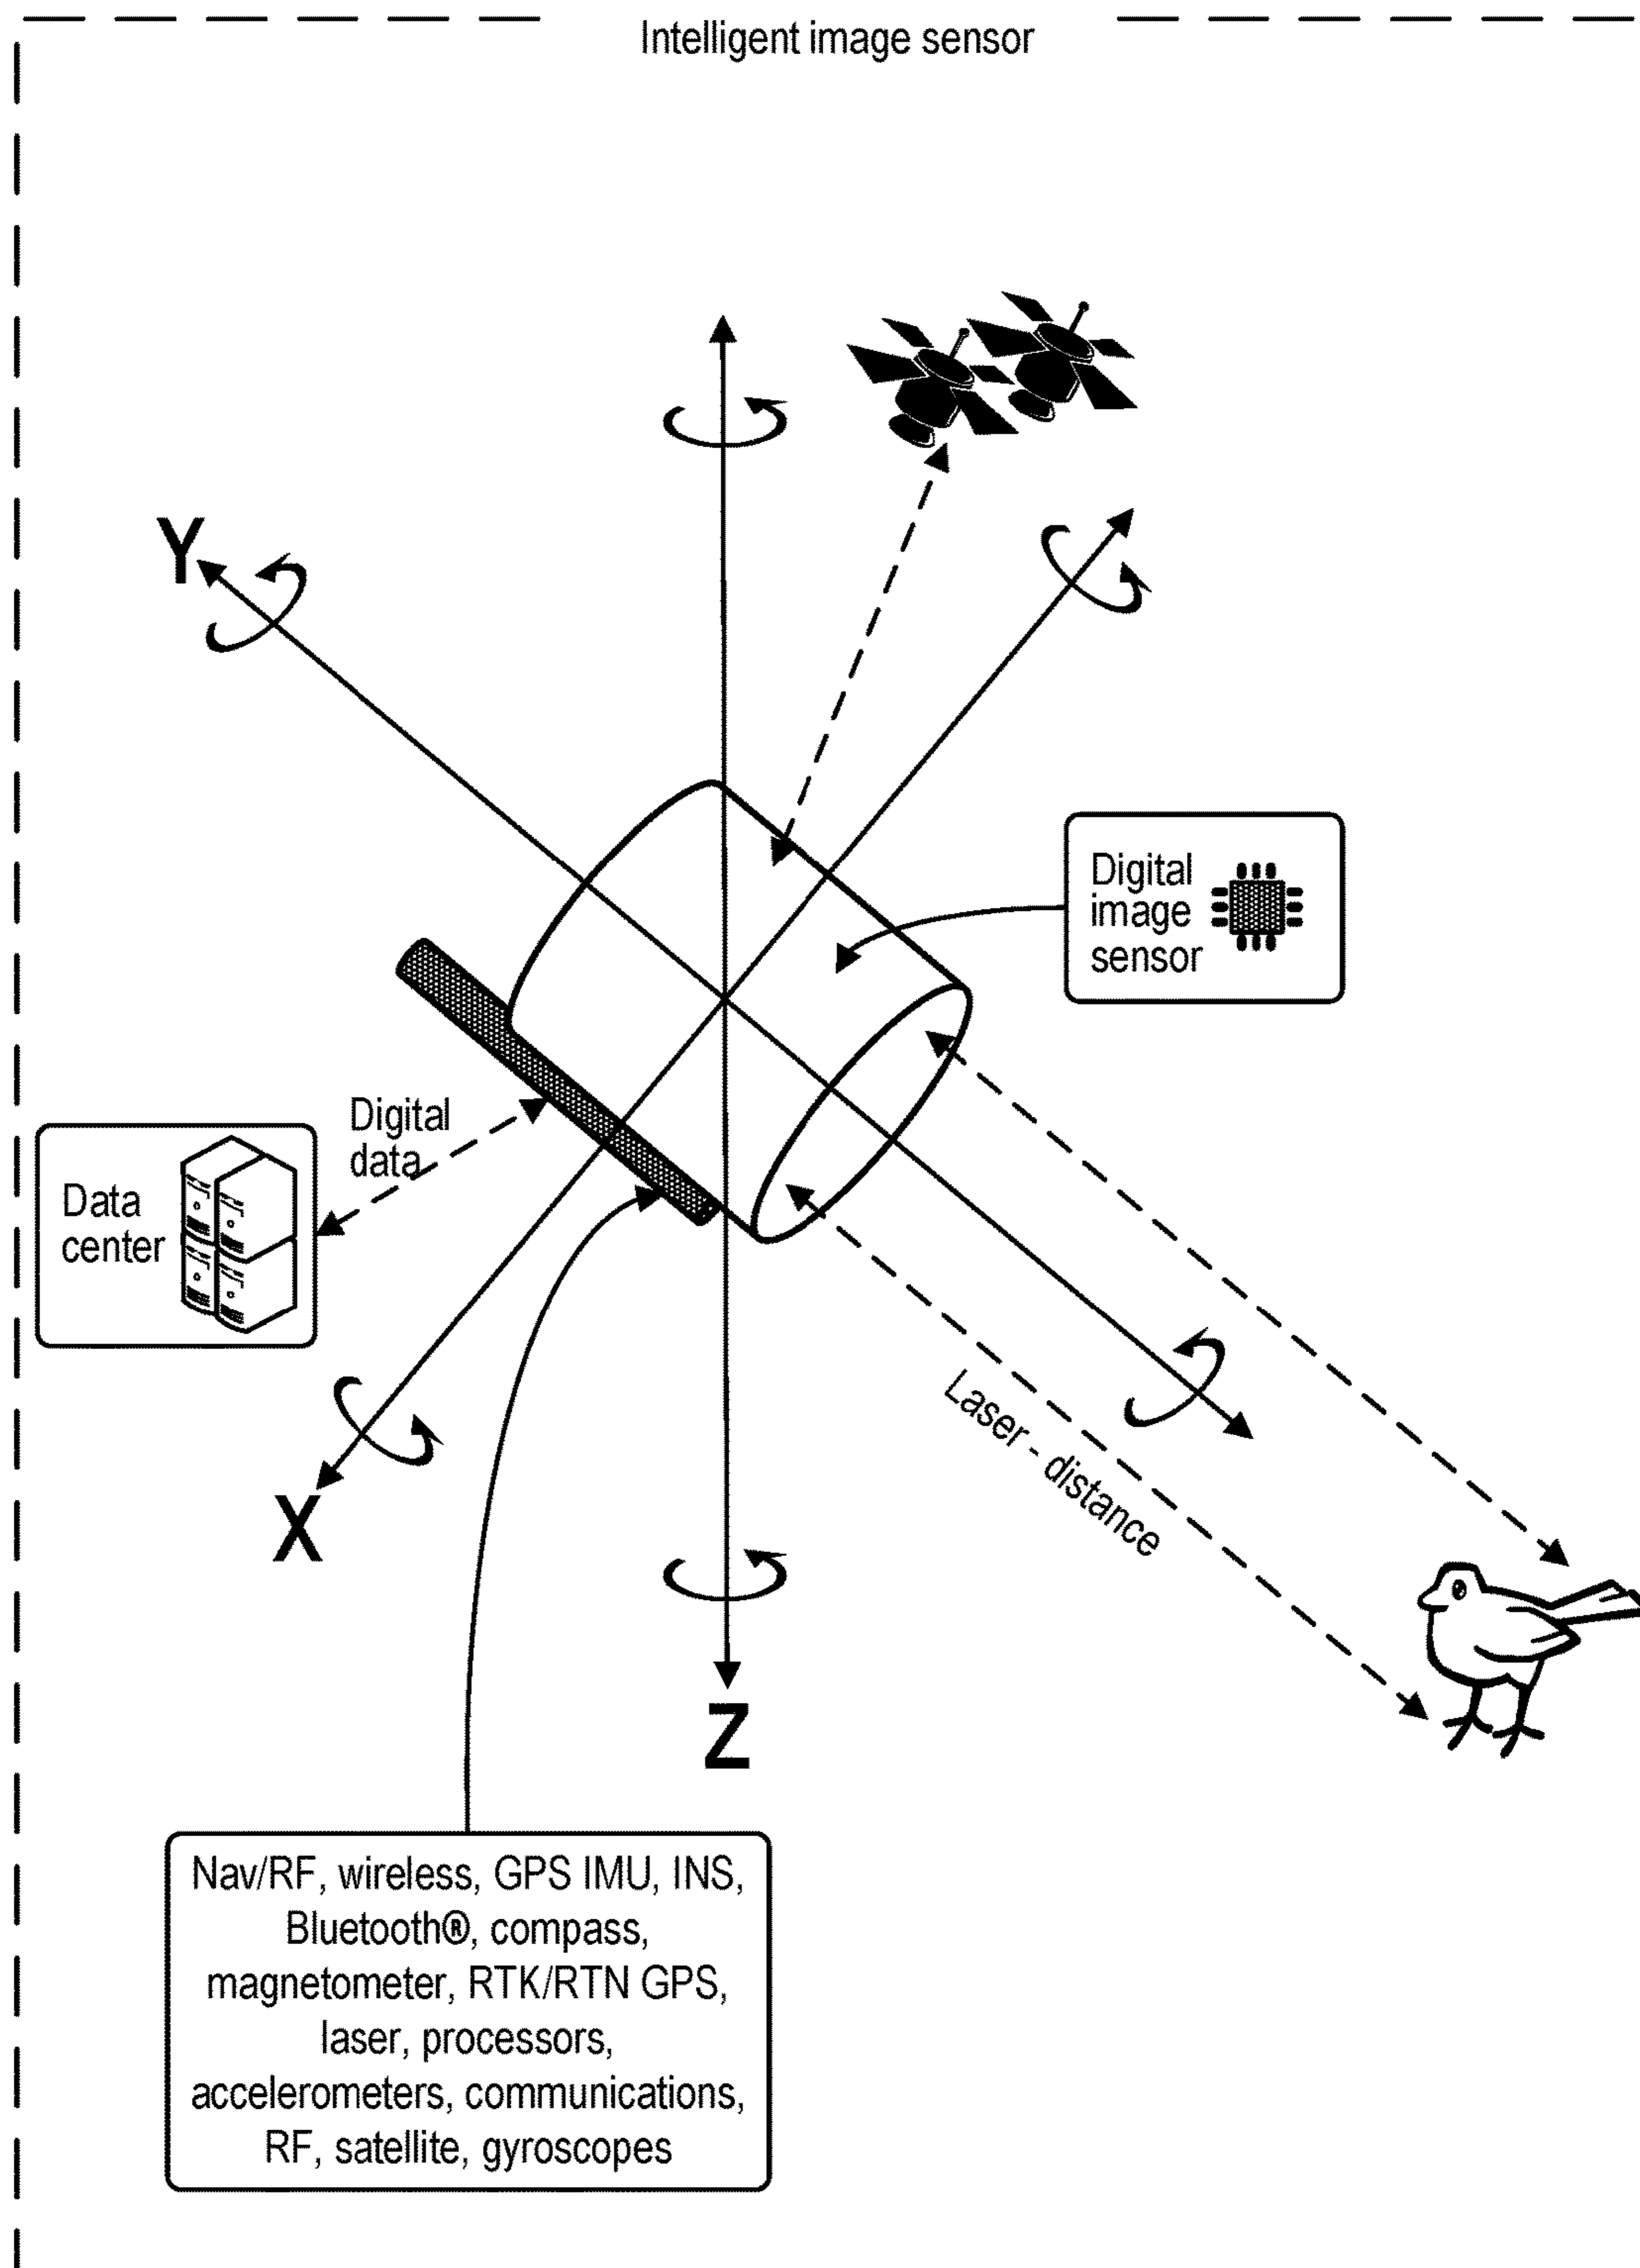 Intelligent image sensor
Y
Digital
image
sensor
Digital
data
Data
center
Laser - distance
X
Z
Nav/RF, wireless, GPS IMU, INS,
Bluetooth®, compass,
magnetometer, RTK/RTN GPS,
laser, processors,
accelerometers, communications,
RF, satellite, gyroscopes